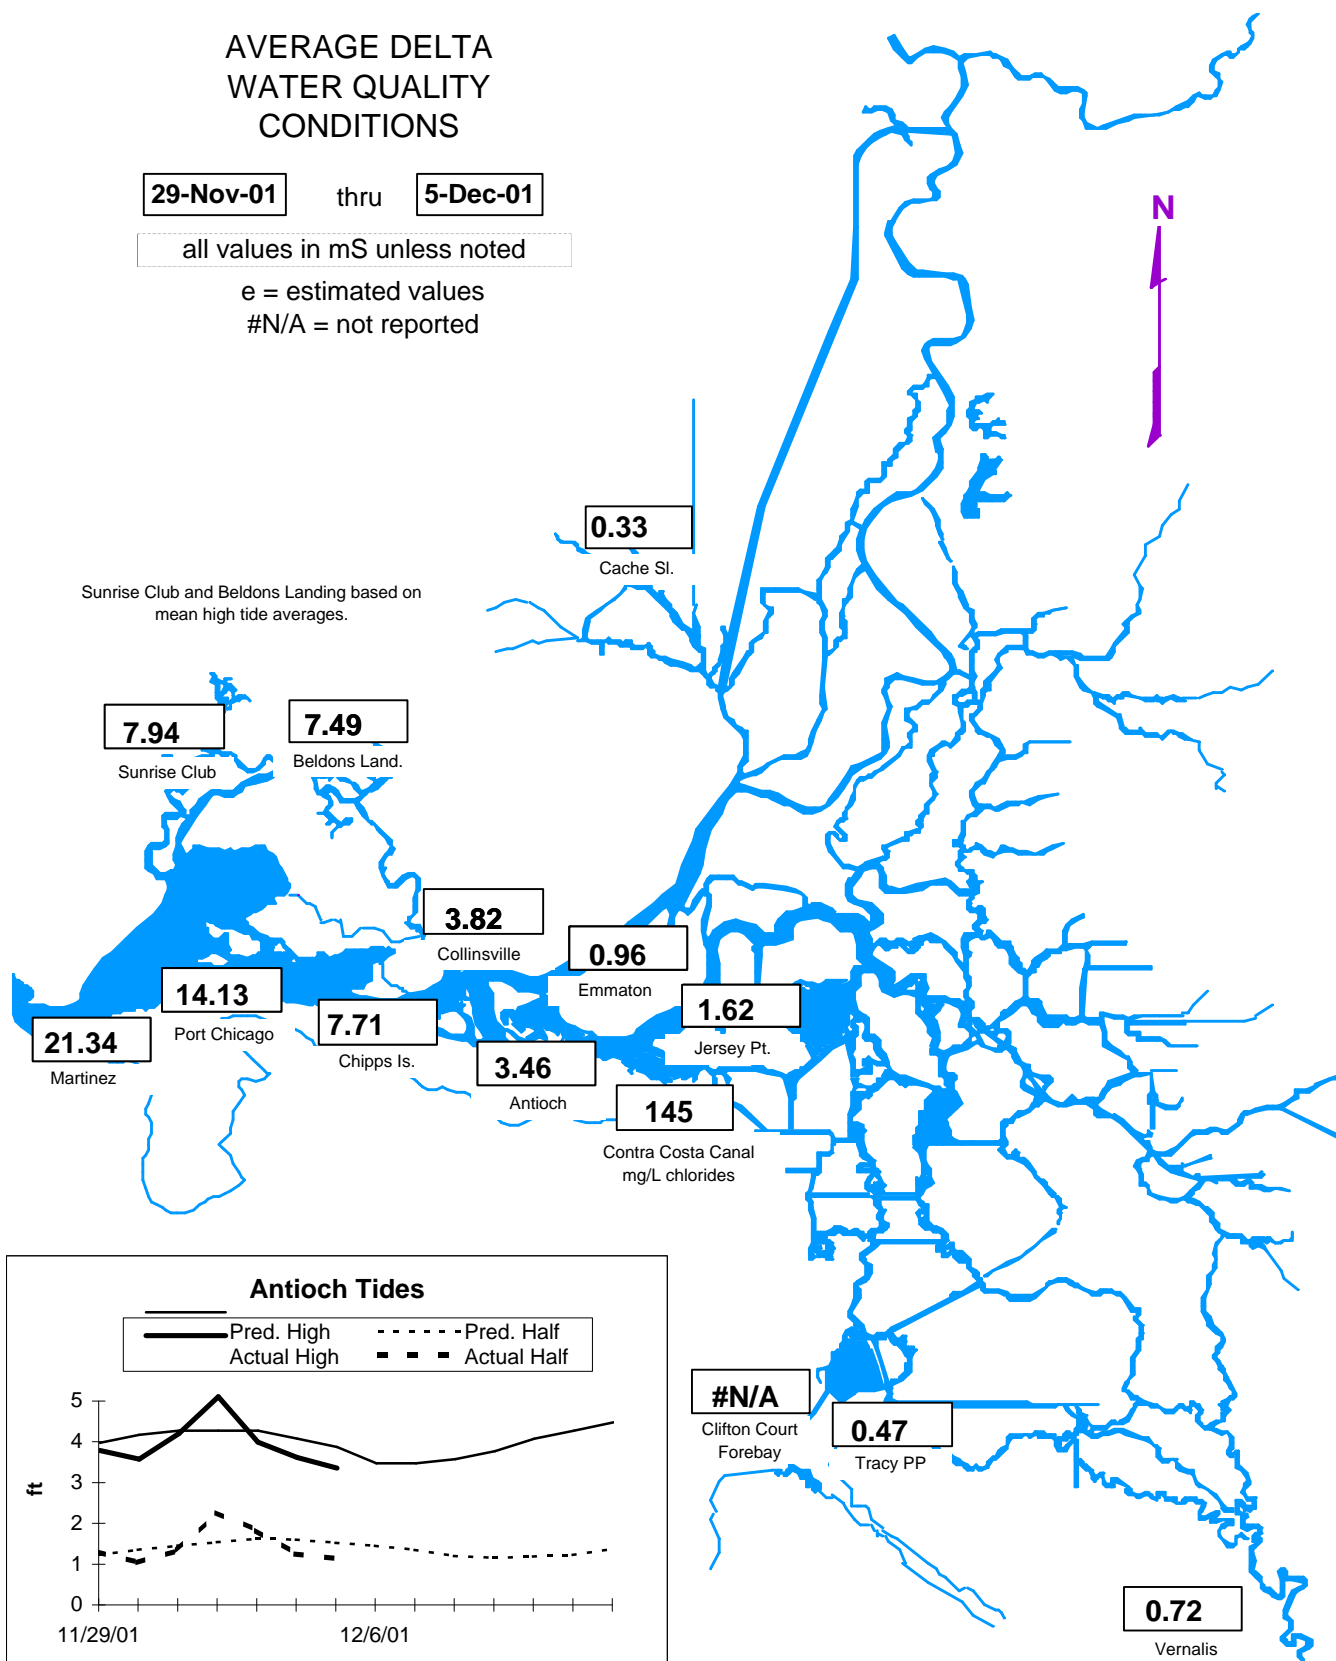 AVERAGE DELTA
WATER QUALITY
CONDITIONS
29-Nov-01 thru 5-Dec-01
all values in mS unless noted
e = estimated values
#N/A = not reported
N
0.33
Cache Sl.
Sunrise Club and Beldons Landing based on
mean high tide averages.
7.94
Sunrise Club
7.49
Beldons Land.
3.82
Collinsville
0.96
Emmaton
14.13
Port Chicago
7.71
Chipps Is.
1.62
Jersey Pt.
21.34
Martinez
3.46
Antioch
145
Contra Costa Canal
mg/L chlorides
Antioch Tides
Pred. High Pred. Half
Actual High Actual Half
5
4
3
2
1
0
ft
11/29/01 12/6/01
#N/A
Clifton Court
Forebay
0.47
Tracy PP
0.72
Vernalis